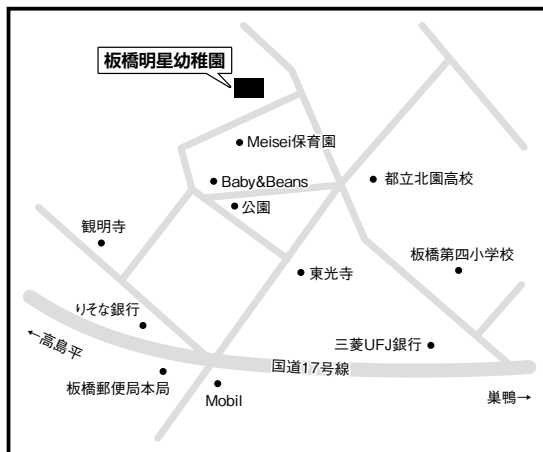 板橋明星幼稚園
Meisei保育園
Baby&Beans
都立北園高校
公園
観明寺
板橋第四小学校
東光寺
りそな銀行
←高島平
三菱UFJ銀行
国道17号線
板橋郵便局本局
Mobil
巣鴨→